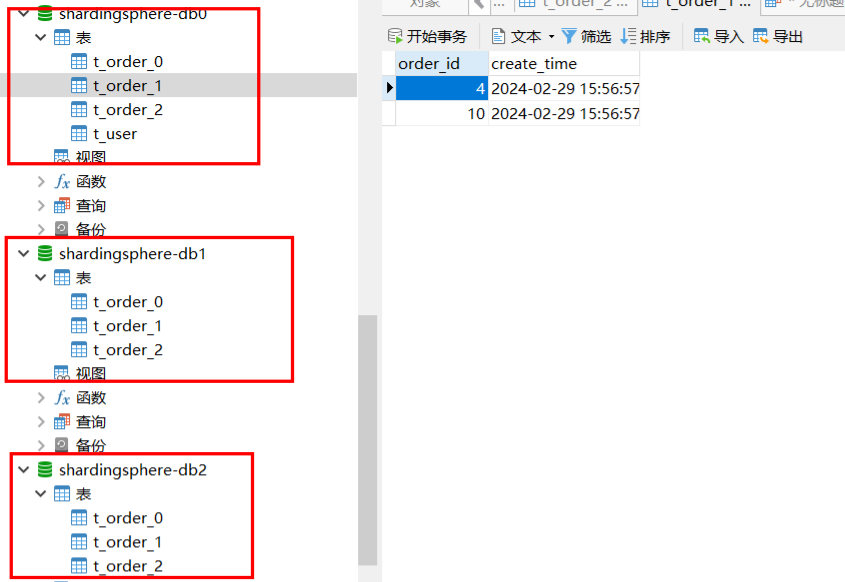 shardingsphere-db0
表
t_order_0
t_order_1
t_order_2
t_user
视图
fx 函数
查询
备份
shardingsphere-db1
表
t_order_0
t_order_1
t_order_2
视图
fx 函数
查询
备份
shardingsphere-db2
表
t_order_0
t_order_1
t_order_2
对象 ... t_order_2 ... t_order_1 ... * 无标题
开始事务 文本 筛选 排序 导入 导出
order_id create_time
4 2024-02-29 15:56:57
10 2024-02-29 15:56:57